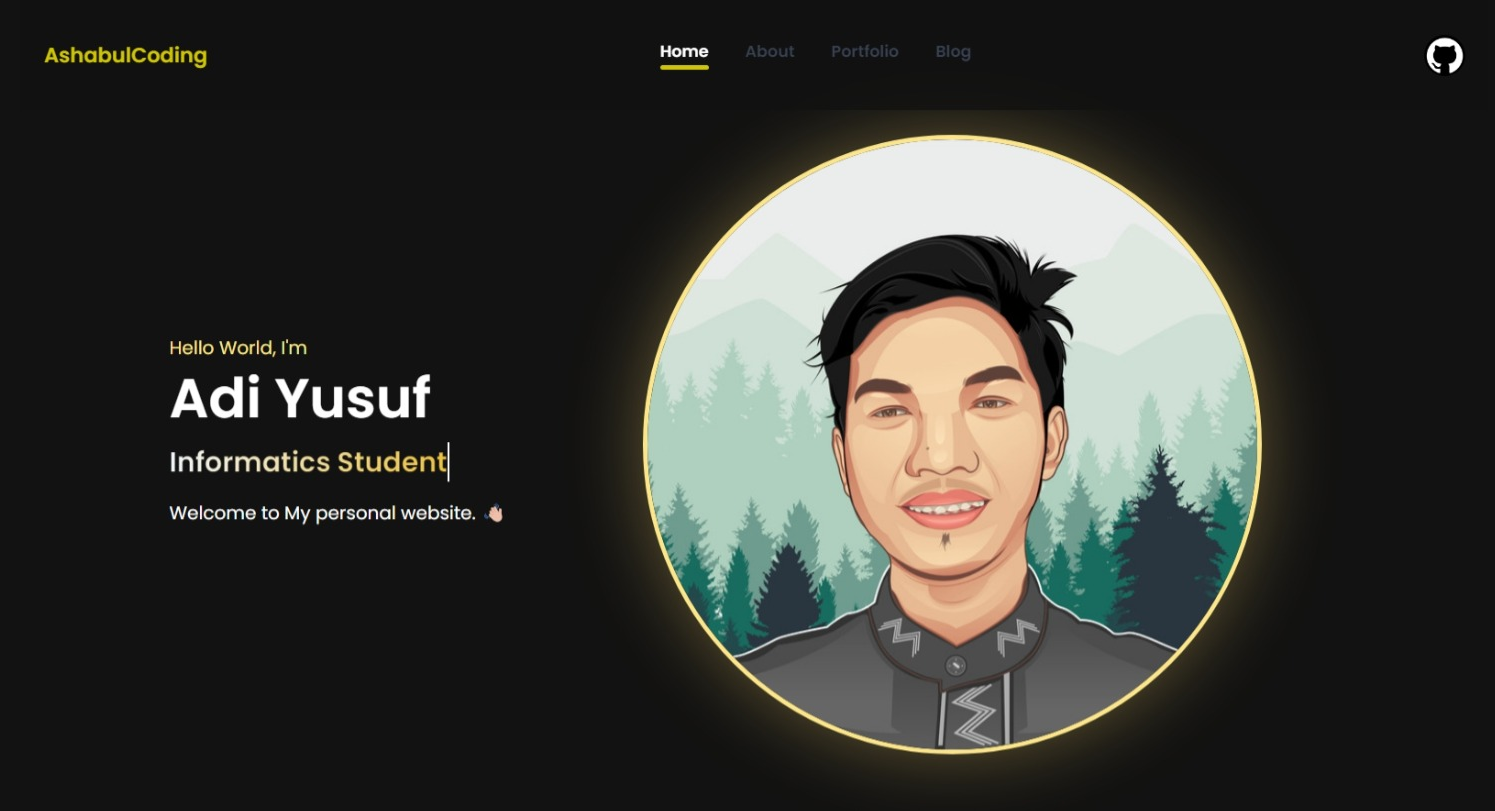 AshabulCoding
Home About Portfolio Blog
Hello World, I'm
Adi Yusuf
Informatics Student
Welcome to My personal website. 👋🏻